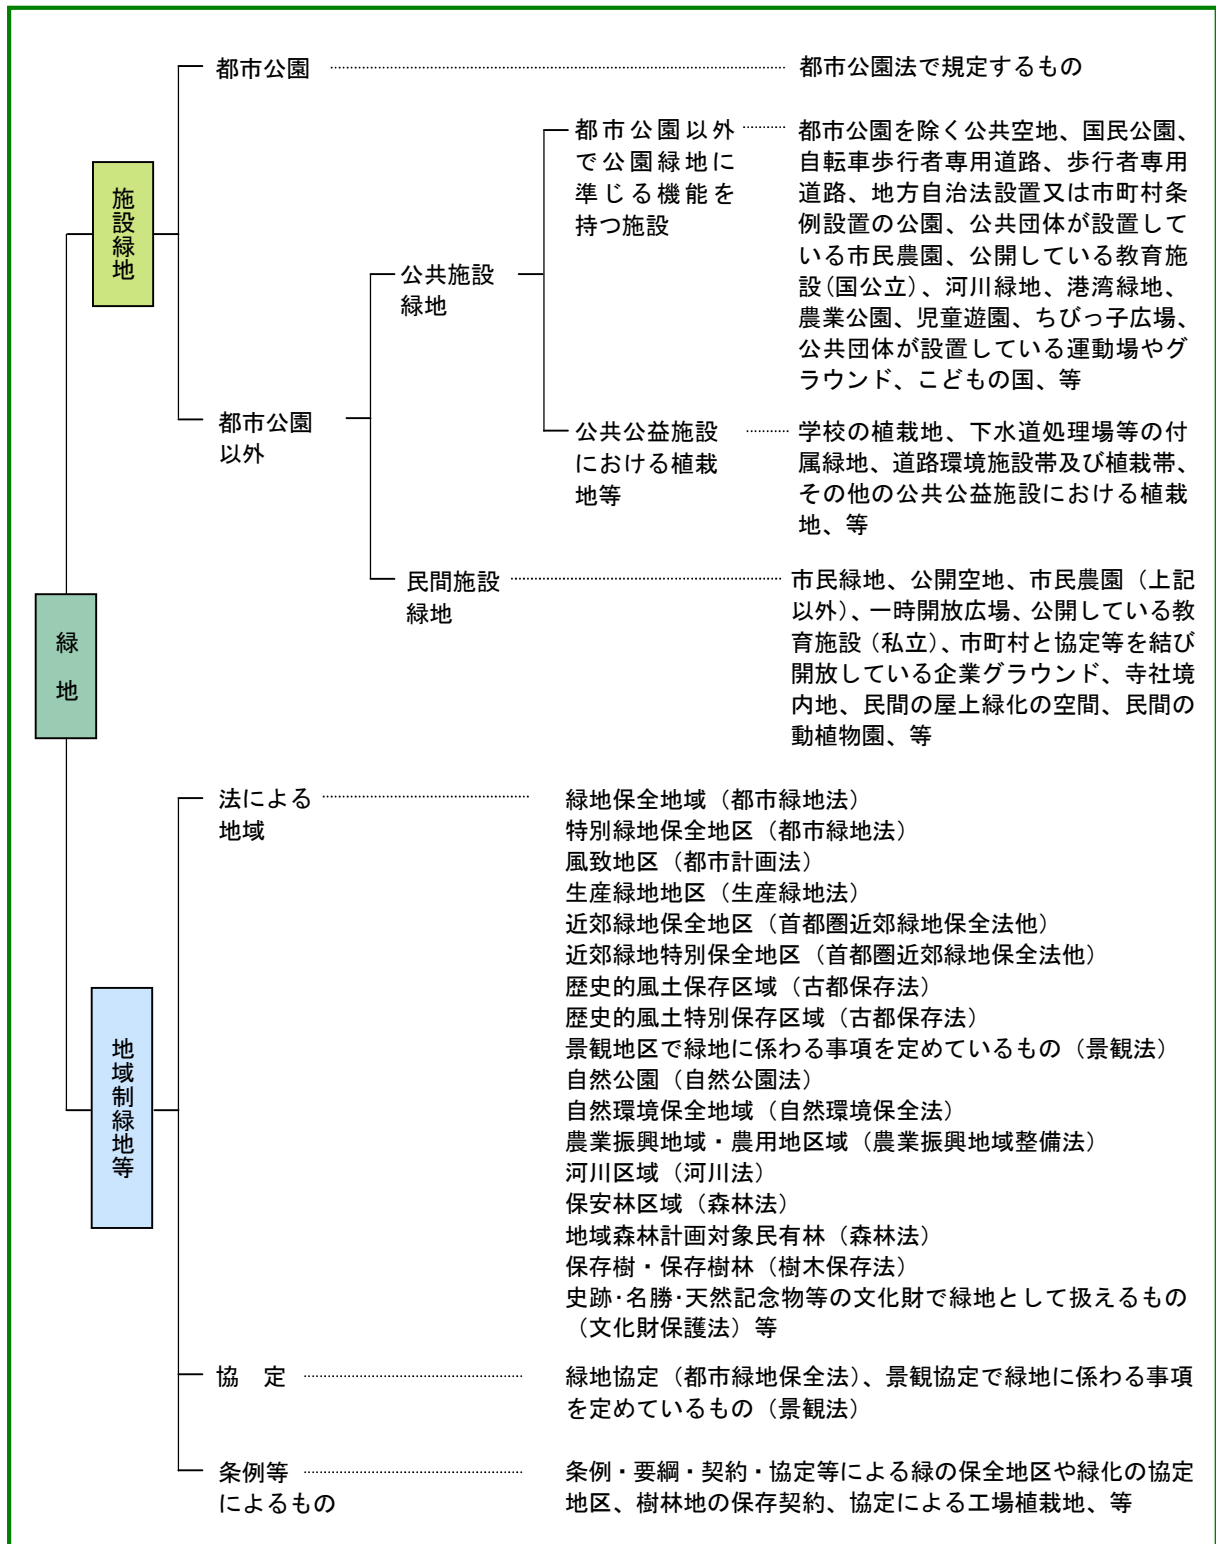 緑地
施設緑地
都市公園
都市公園法で規定するもの
都市公園
以外
公共施設
緑地
都市公園以外
で公園緑地に
準じる機能を
持つ施設
都市公園を除く公共空地、国民公園、
自転車歩行者専用道路、歩行者専用
道路、地方自治法設置又は市町村条
例設置の公園、公共団体が設置して
いる市民農園、公開している教育施
設(国公立)、河川緑地、港湾緑地、
農業公園、児童遊園、ちびっ子広場、
公共団体が設置している運動場やグ
ラウンド、こどもの国、等
公共公益施設
における植栽
地等
学校の植栽地、下水道処理場等の付
属緑地、道路環境施設帯及び植栽帯、
その他の公共公益施設における植栽
地、等
民間施設
緑地
市民緑地、公開空地、市民農園（上記
以外）、一時開放広場、公開している教
育施設（私立）、市町村と協定等を結び
開放している企業グラウンド、寺社境
内地、民間の屋上緑化の空間、民間の
動植物園、等
地域制緑地等
法による
地域
緑地保全地域（都市緑地法）
特別緑地保全地区（都市緑地法）
風致地区（都市計画法）
生産緑地地区（生産緑地法）
近郊緑地保全地区（首都圏近郊緑地保全法他）
近郊緑地特別保全地区（首都圏近郊緑地保全法他）
歴史的風土保存区域（古都保存法）
歴史的風土特別保存区域（古都保存法）
景観地区で緑地に係わる事項を定めているもの（景観法）
自然公園（自然公園法）
自然環境保全地域（自然環境保全法）
農業振興地域・農用地区域（農業振興地域整備法）
河川区域（河川法）
保安林区域（森林法）
地域森林計画対象民有林（森林法）
保存樹・保存樹林（樹木保存法）
史跡･名勝･天然記念物等の文化財で緑地として扱えるもの
（文化財保護法）等
協　定
緑地協定（都市緑地保全法）、景観協定で緑地に係わる事項
を定めているもの（景観法）
条例等
によるもの
条例・要綱・契約・協定等による緑の保全地区や緑化の協定
地区、樹林地の保存契約、協定による工場植栽地、等